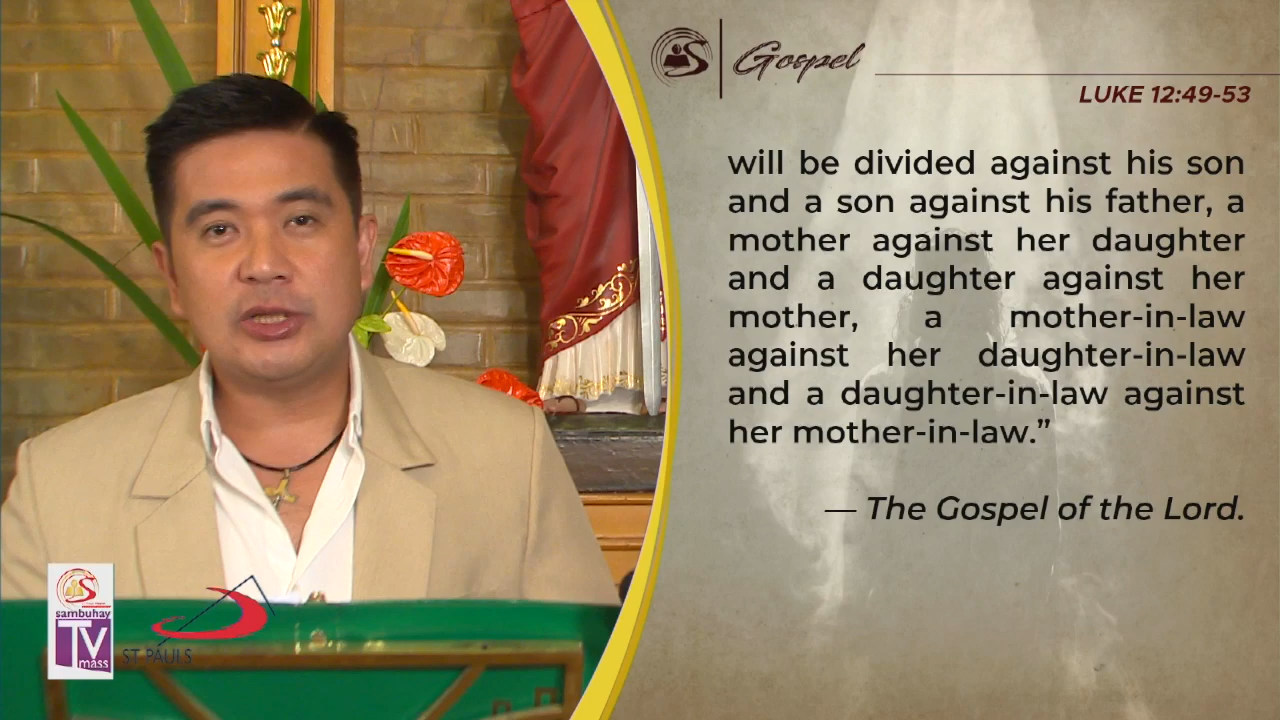 Gospel
LUKE 12:49-53
will be divided against his son
and a son against his father, a
mother against her daughter
and a daughter against her
mother, a mother-in-law
against her daughter-in-law
and a daughter-in-law against
her mother-in-law.”
— The Gospel of the Lord.
sambuhay
TV
mass
ST PAULS